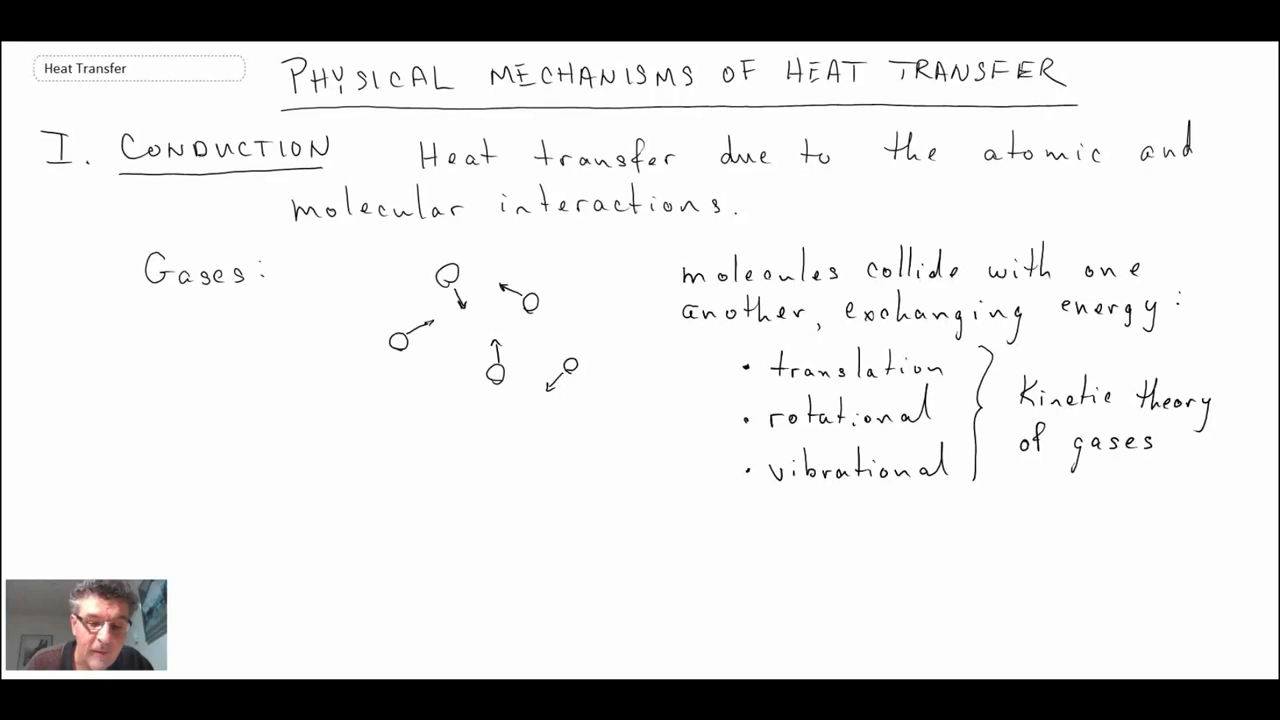 Heat Transfer
PHYSICAL MECHANISMS OF HEAT TRANSFER
I. CONDUCTION Heat transfer due to the atomic and
molecular interactions.
Gases:
molecules collide with one
another, exchanging energy:
• translation
• rotational
• vibrational
Kinetic theory
of gases